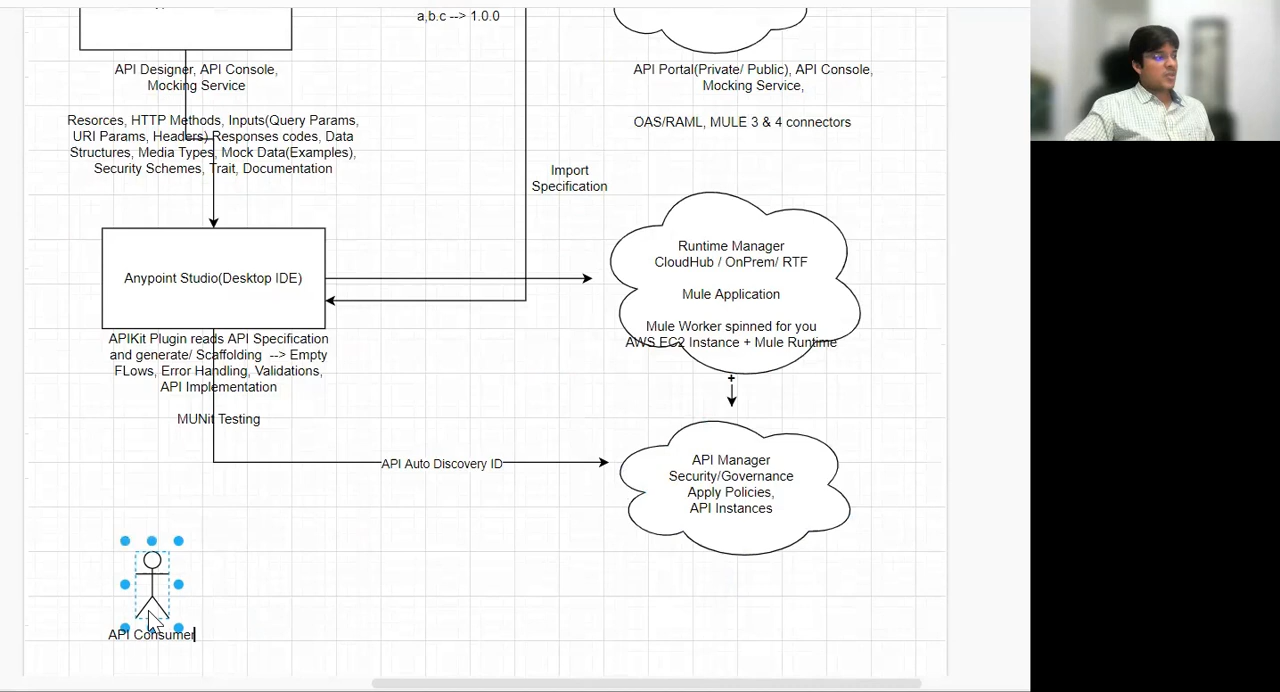 a,b.c --> 1.0.0
API Designer, API Console,
Mocking Service
API Portal(Private/ Public), API Console,
Mocking Service,
Resorces, HTTP Methods, Inputs(Query Params,
URI Params, Headers) Responses codes, Data
Structures, Media Types, Mock Data(Examples),
Security Schemes, Trait, Documentation
OAS/RAML, MULE 3 & 4 connectors
Import
Specification
Anypoint Studio(Desktop IDE)
Runtime Manager
CloudHub / OnPrem/ RTF
Mule Application
Mule Worker spinned for you
AWS EC2 Instance + Mule Runtime
APIKit Plugin reads API Specification
and generate/ Scaffolding --> Empty
FLows, Error Handling, Validations,
API Implementation
MUNit Testing
+
API Auto Discovery ID
API Manager
Security/Governance
Apply Policies,
API Instances
API Consumer